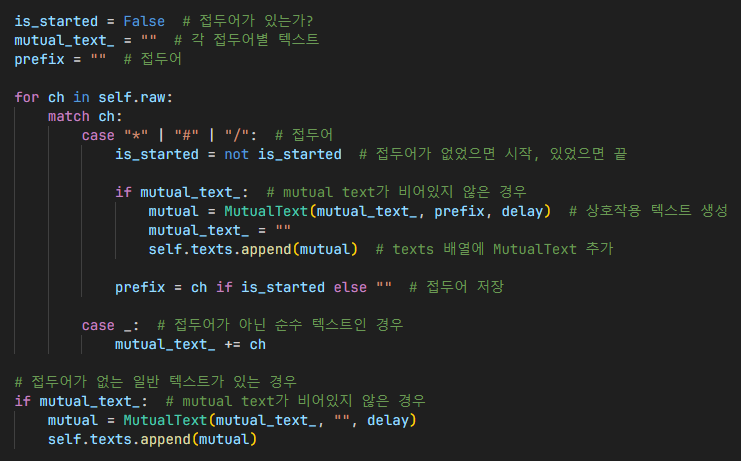 is_started = False  # 접두어가 있는가?
mutual_text_ = ""  # 각 접두어별 텍스트
prefix = ""  # 접두어

for ch in self.raw:
    match ch:
        case "*" | "#" | "/":  # 접두어
            is_started = not is_started  # 접두어가 없었으면 시작, 있었으면 끝

            if mutual_text_:  # mutual text가 비어있지 않은 경우
                mutual = MutualText(mutual_text_, prefix, delay)  # 상호작용 텍스트 생성
                mutual_text_ = ""
                self.texts.append(mutual)  # texts 배열에 MutualText 추가

            prefix = ch if is_started else ""  # 접두어 저장

        case _:  # 접두어가 아닌 순수 텍스트인 경우
            mutual_text_ += ch

# 접두어가 없는 일반 텍스트가 있는 경우
if mutual_text_:  # mutual text가 비어있지 않은 경우
    mutual = MutualText(mutual_text_, "", delay)
    self.texts.append(mutual)